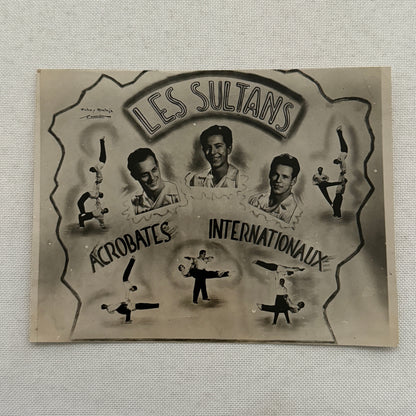 LES SULTANS
ACROBATES INTERNATIONAUX